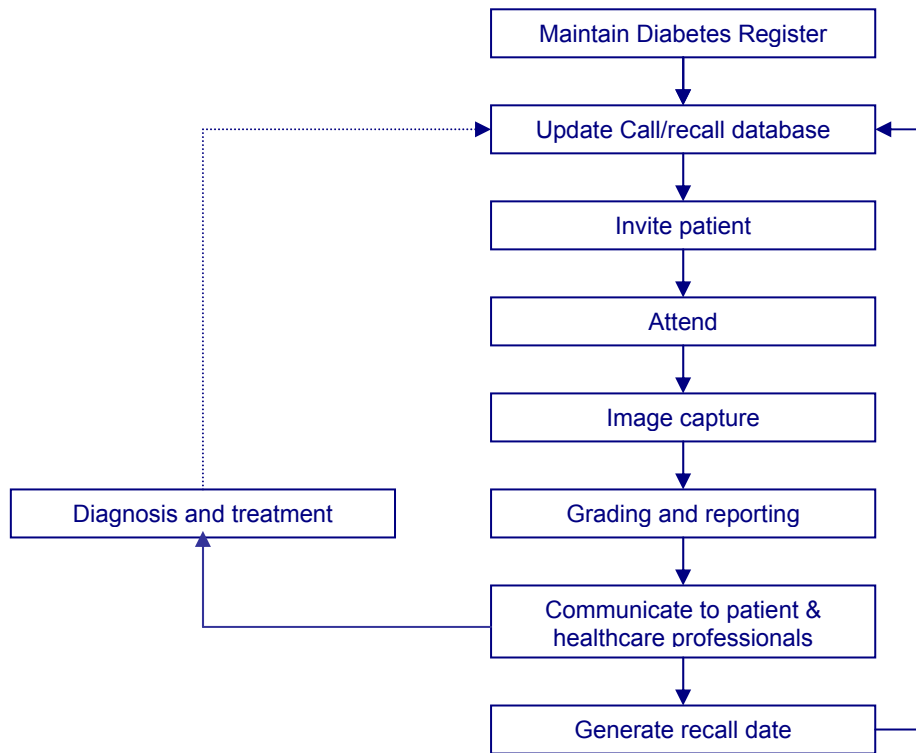 Maintain Diabetes Register
Update Call/recall database
Invite patient
Attend
Image capture
Diagnosis and treatment
Grading and reporting
Communicate to patient &
healthcare professionals
Generate recall date